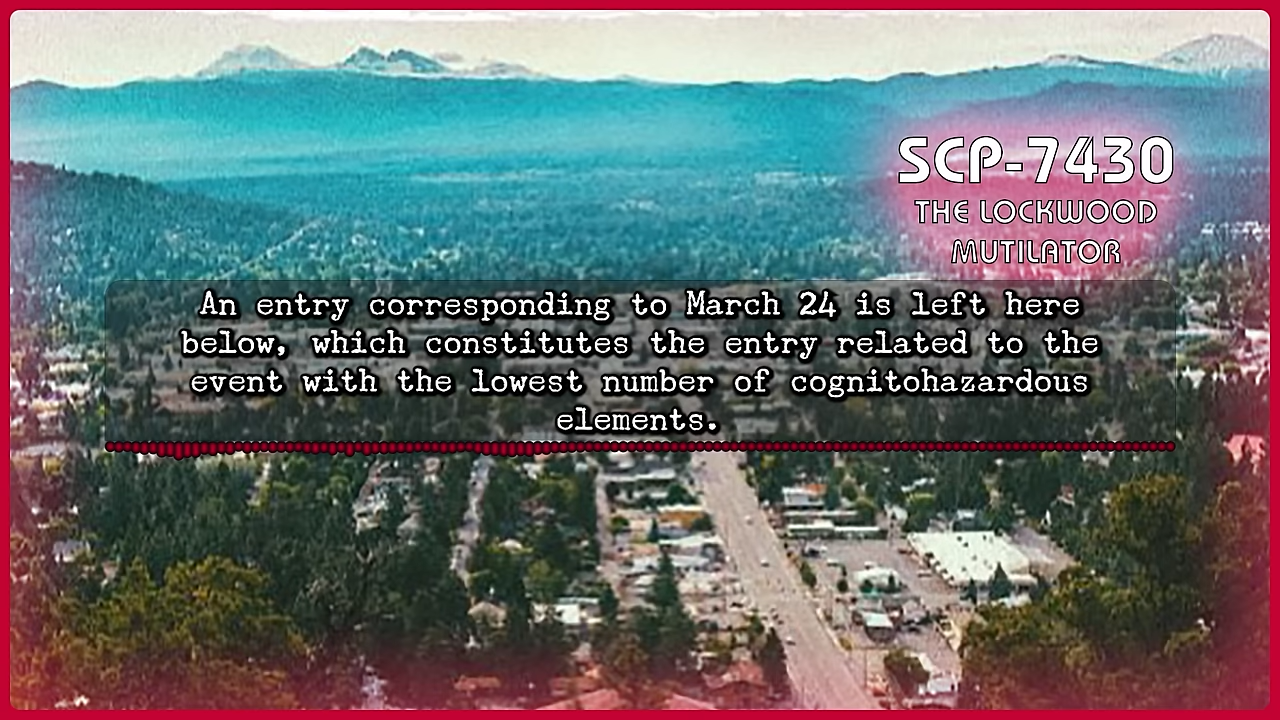 SCP-7430
THE LOCKWOOD
MUTILATOR
An entry corresponding to March 24 is left here
below, which constitutes the entry related to the
event with the lowest number of cognitohazardous
elements.